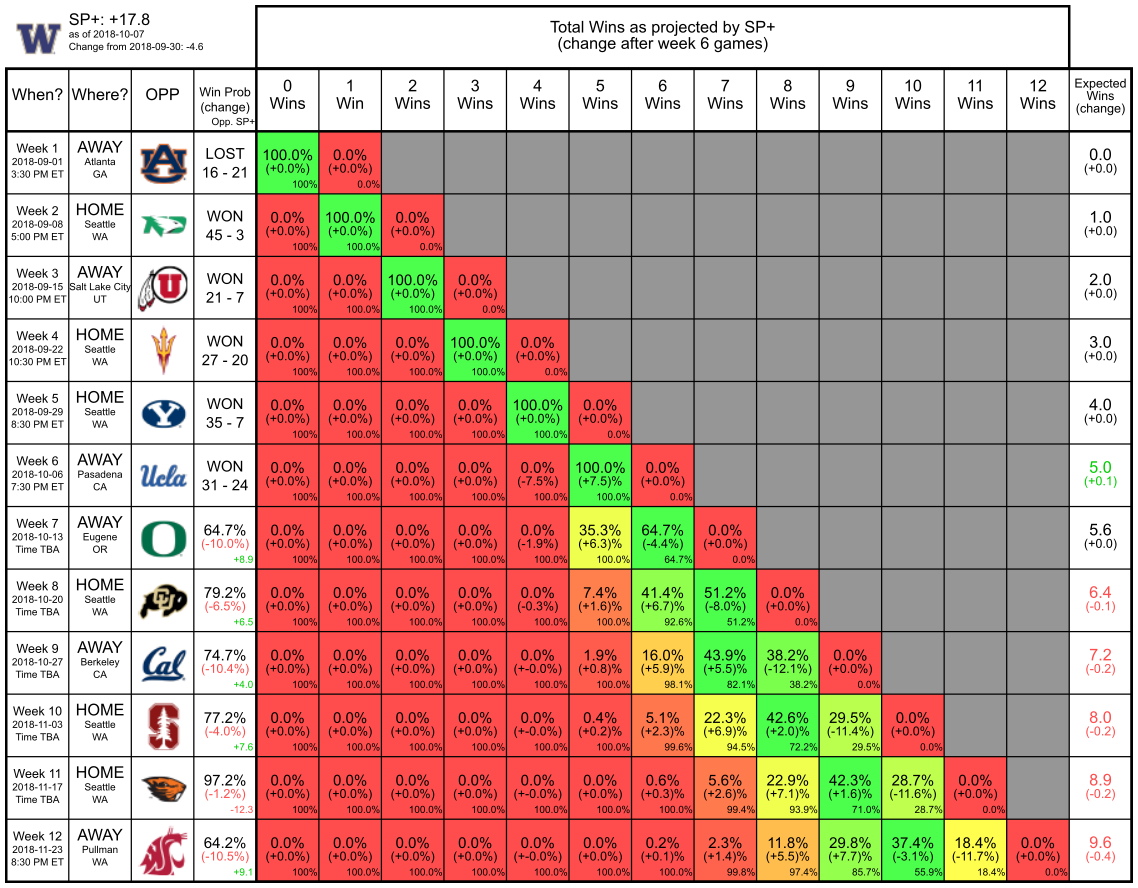 W
SP+: +17.8
as of 2018-10-07
Change from 2018-09-30: -4.6
Total Wins as projected by SP+
(change after week 6 games)
When? Where? OPP Win Prob (change) Opp. SP+ 0 Wins 1 Win 2 Wins 3 Wins 4 Wins 5 Wins 6 Wins 7 Wins 8 Wins 9 Wins 10 Wins 11 Wins 12 Wins Expected Wins (change)
Week 1 AWAY LOST 100.0% 0.0% 0.0
2018-09-01 Atlanta AU 16 - 21 (+0.0%) (+0.0%) (+0.0)
3:30 PM ET GA 100% 0.0%
Week 2 HOME WON 0.0% 100.0% 0.0% 1.0
2018-09-08 Seattle 45 - 3 (+0.0%) (+0.0%) (+0.0%) (+0.0)
5:00 PM ET WA 100% 100.0% 0.0%
Week 3 AWAY WON 0.0% 0.0% 100.0% 0.0% 2.0
2018-09-15 Salt Lake City U 21 - 7 (+0.0%) (+0.0%) (+0.0%) (+0.0%) (+0.0)
10:00 PM ET UT 100% 100.0% 100.0% 0.0%
Week 4 HOME WON 0.0% 0.0% 0.0% 100.0% 0.0% 3.0
2018-09-22 Seattle 27 - 20 (+0.0%) (+0.0%) (+0.0%) (+0.0%) (+0.0%) (+0.0)
10:30 PM ET WA 100% 100.0% 100.0% 100.0% 0.0%
Week 5 HOME WON 0.0% 0.0% 0.0% 0.0% 100.0% 0.0% 4.0
2018-09-29 Seattle Y 35 - 7 (+0.0%) (+0.0%) (+0.0%) (+0.0%) (+0.0%) (+0.0%) (+0.0)
8:30 PM ET WA 100% 100.0% 100.0% 100.0% 100.0% 0.0%
Week 6 AWAY WON 0.0% 0.0% 0.0% 0.0% 0.0% 100.0% 0.0% 5.0
2018-10-06 Pasadena Ucla 31 - 24 (+0.0%) (+0.0%) (+0.0%) (+0.0%) (-7.5%) (+7.5)% (+0.0%) (+0.1)
7:30 PM ET CA 100% 100.0% 100.0% 100.0% 100.0% 100.0% 0.0%
Week 7 AWAY 64.7% 0.0% 0.0% 0.0% 0.0% 0.0% 35.3% 64.7% 0.0% 5.6
2018-10-13 Eugene O (-10.0%) (+0.0%) (+0.0%) (+0.0%) (+0.0%) (-1.9%) (+6.3)% (-4.4%) (+0.0%) (+0.0)
Time TBA OR +8.9 100% 100.0% 100.0% 100.0% 100.0% 100.0% 64.7% 0.0%
Week 8 HOME 79.2% 0.0% 0.0% 0.0% 0.0% 0.0% 7.4% 41.4% 51.2% 0.0% 6.4
2018-10-20 Seattle CU (-6.5%) (+0.0%) (+0.0%) (+0.0%) (+0.0%) (-0.3%) (+1.6)% (+6.7)% (-8.0%) (+0.0%) (-0.1)
Time TBA WA +6.5 100% 100.0% 100.0% 100.0% 100.0% 100.0% 92.6% 51.2% 0.0%
Week 9 AWAY 74.7% 0.0% 0.0% 0.0% 0.0% 0.0% 1.9% 16.0% 43.9% 38.2% 0.0% 7.2
2018-10-27 Berkeley Cal (-10.4%) (+0.0%) (+0.0%) (+0.0%) (+0.0%) (+-0.0%) (+0.8)% (+5.9)% (+5.5)% (-12.1%) (+0.0%) (-0.2)
Time TBA CA +4.0 100% 100.0% 100.0% 100.0% 100.0% 100.0% 98.1% 82.1% 38.2% 0.0%
Week 10 HOME 77.2% 0.0% 0.0% 0.0% 0.0% 0.0% 0.4% 5.1% 22.3% 42.6% 29.5% 0.0% 8.0
2018-11-03 Seattle S (-4.0%) (+0.0%) (+0.0%) (+0.0%) (+0.0%) (+-0.0%) (+0.2)% (+2.3)% (+6.9)% (+2.0)% (-11.4%) (+0.0%) (-0.2)
Time TBA WA +7.6 100% 100.0% 100.0% 100.0% 100.0% 100.0% 99.6% 94.5% 72.2% 29.5% 0.0%
Week 11 HOME 97.2% 0.0% 0.0% 0.0% 0.0% 0.0% 0.0% 0.6% 5.6% 22.9% 42.3% 28.7% 0.0% 8.9
2018-11-17 Seattle (-1.2%) (+0.0%) (+0.0%) (+0.0%) (+0.0%) (+-0.0%) (+0.0%) (+0.3)% (+2.6)% (+7.1)% (+1.6)% (-11.6%) (+0.0%) (-0.2)
Time TBA WA -12.3 100% 100.0% 100.0% 100.0% 100.0% 100.0% 100.0% 99.4% 93.9% 71.0% 28.7% 0.0%
Week 12 AWAY 64.2% 0.0% 0.0% 0.0% 0.0% 0.0% 0.0% 0.2% 2.3% 11.8% 29.8% 37.4% 18.4% 0.0% 9.6
2018-11-23 Pullman (-10.5%) (+0.0%) (+0.0%) (+0.0%) (+0.0%) (+-0.0%) (+0.0%) (+0.1)% (+1.4)% (+5.5)% (+7.7)% (-3.1%) (-11.7%) (+0.0%) (-0.4)
8:30 PM ET WA +9.1 100% 100.0% 100.0% 100.0% 100.0% 100.0% 100.0% 99.8% 97.4% 85.7% 55.9% 18.4% 0.0%